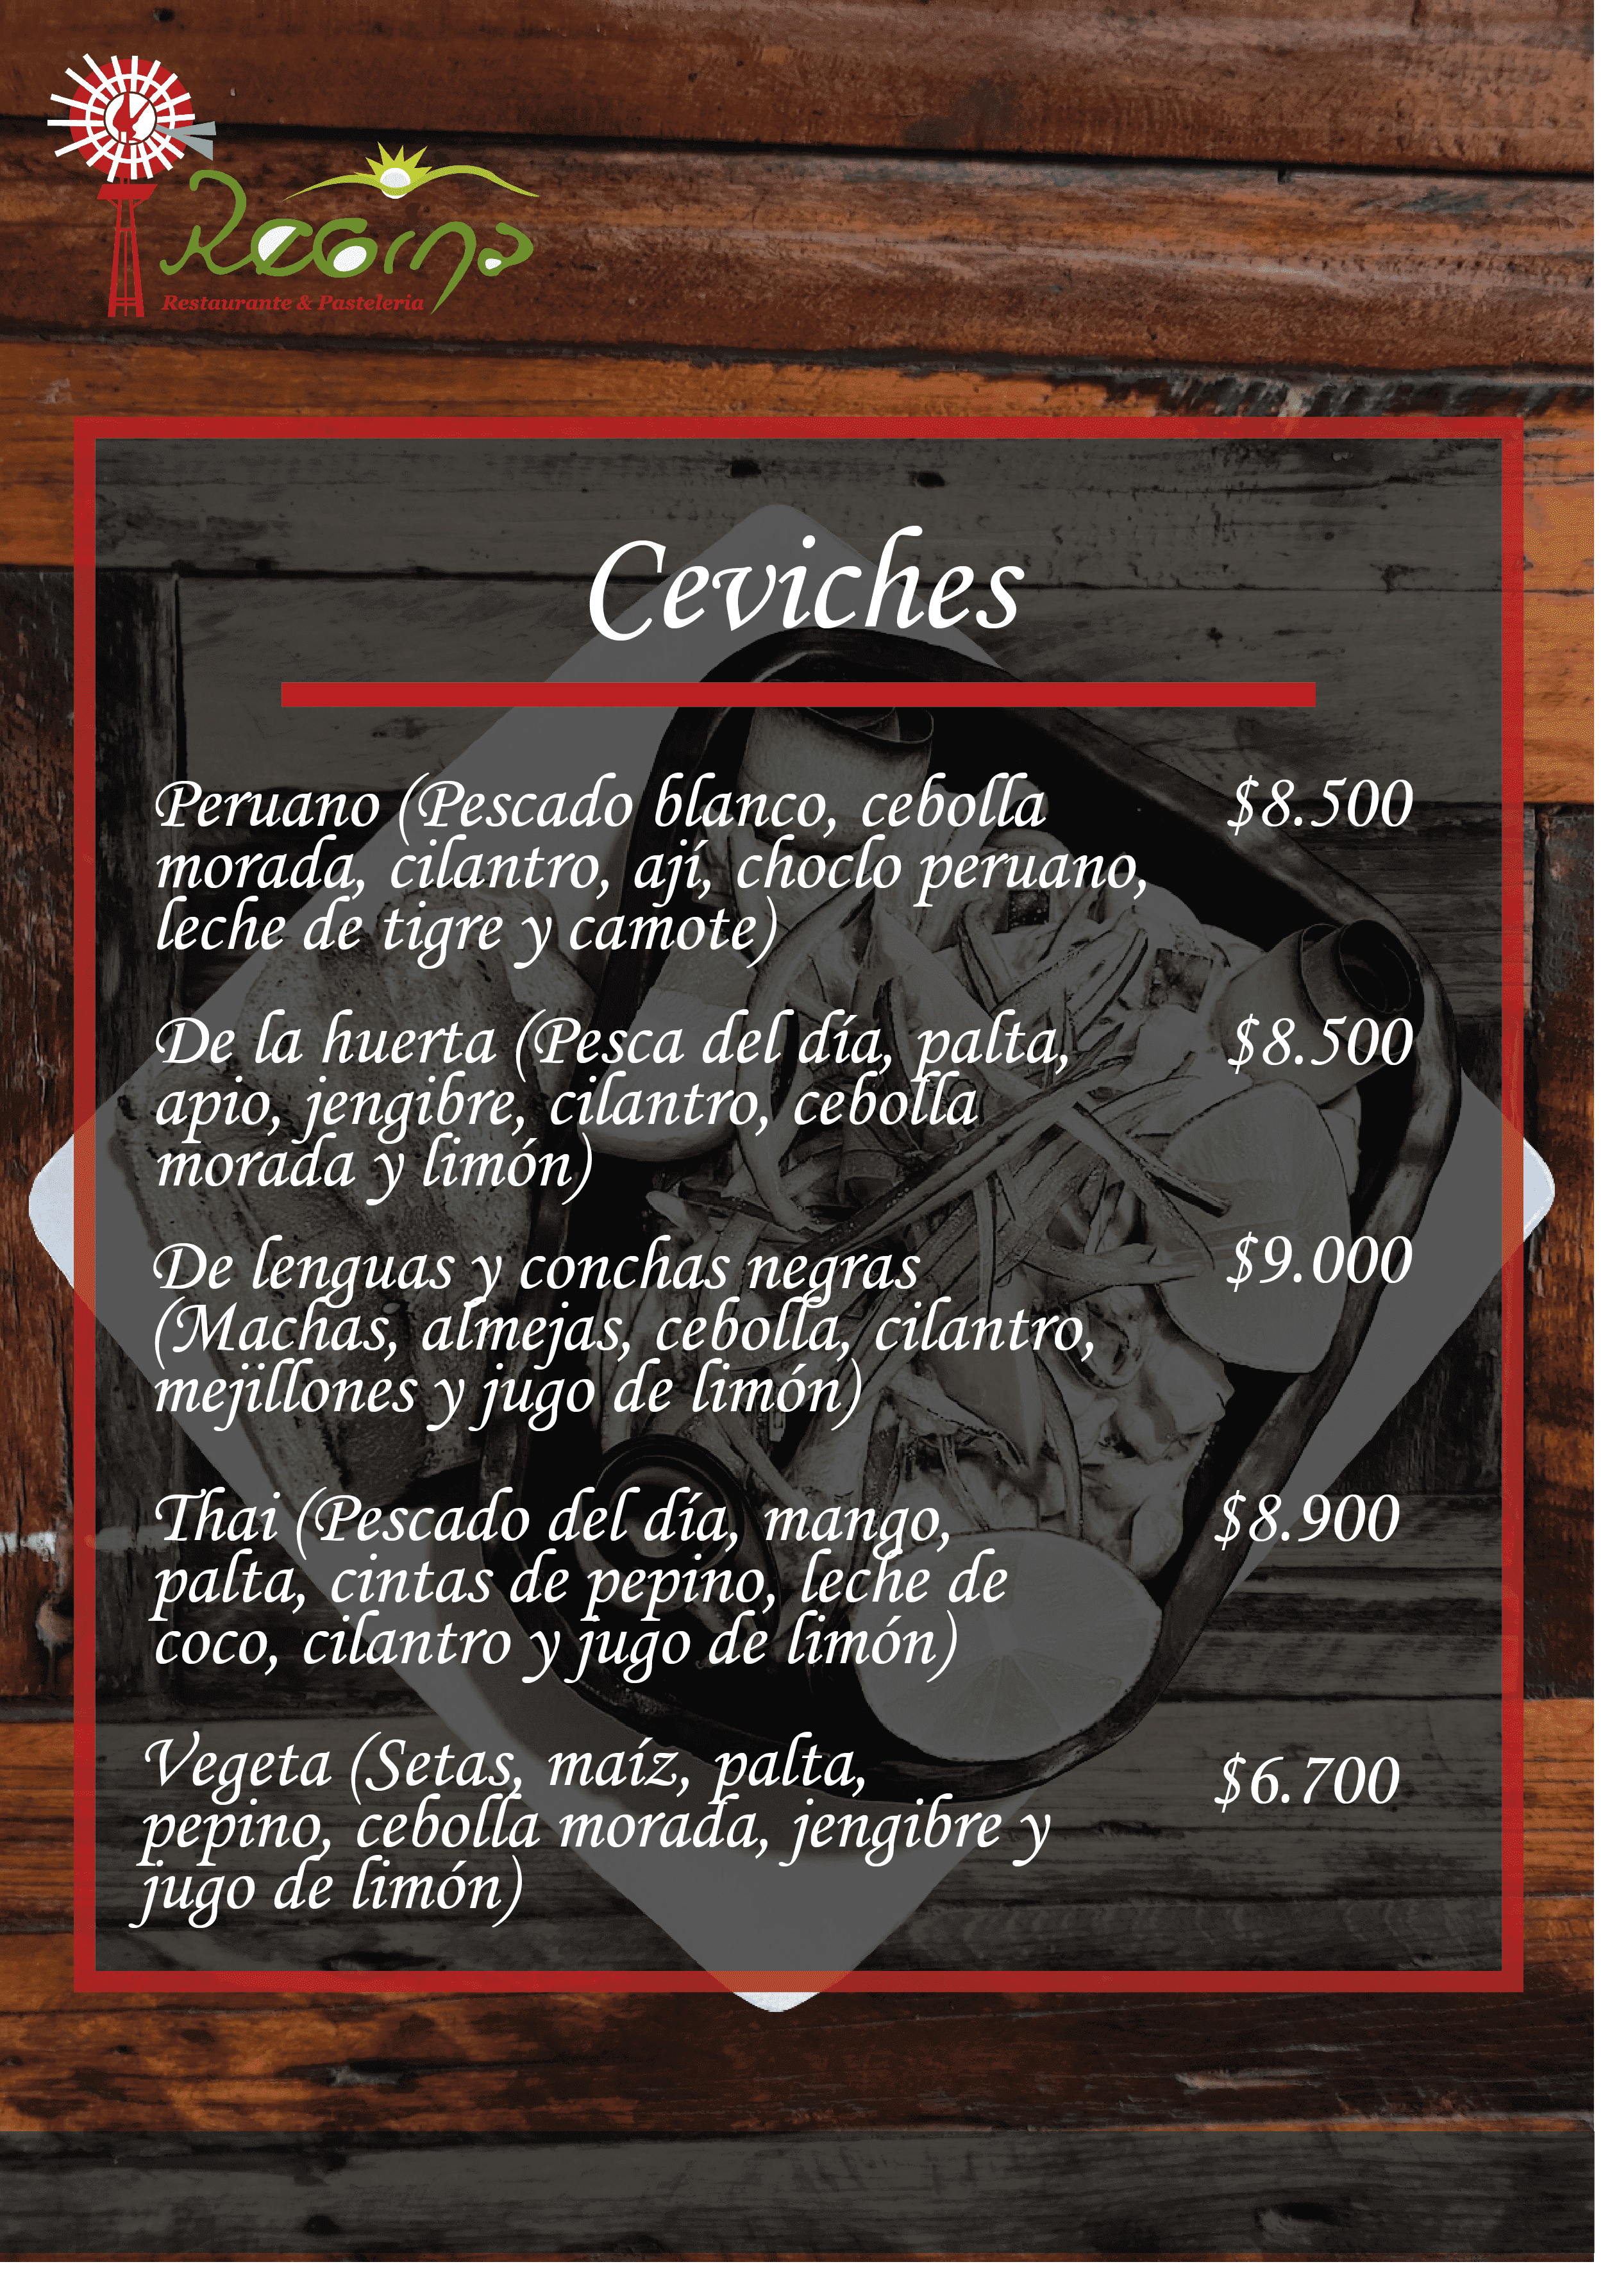 Regina
Restaurante & Pasteleria
Ceviches
Peruano (Pescado blanco, cebolla $8.500
morada, cilantro, ají, choclo peruano,
leche de tigre y camote)
De la huerta (Pesca del día, palta, $8.500
apio, jengibre, cilantro, cebolla
morada y limón)
De lenguas y conchas negras $9.000
(Machas, almejas, cebolla, cilantro,
mejillones y jugo de limón)
Thai (Pescado del día, mango, $8.900
palta, cintas de pepino, leche de
coco, cilantro y jugo de limón)
Vegeta (Setas, maíz, palta, $6.700
pepino, cebolla morada, jengibre y
jugo de limón)